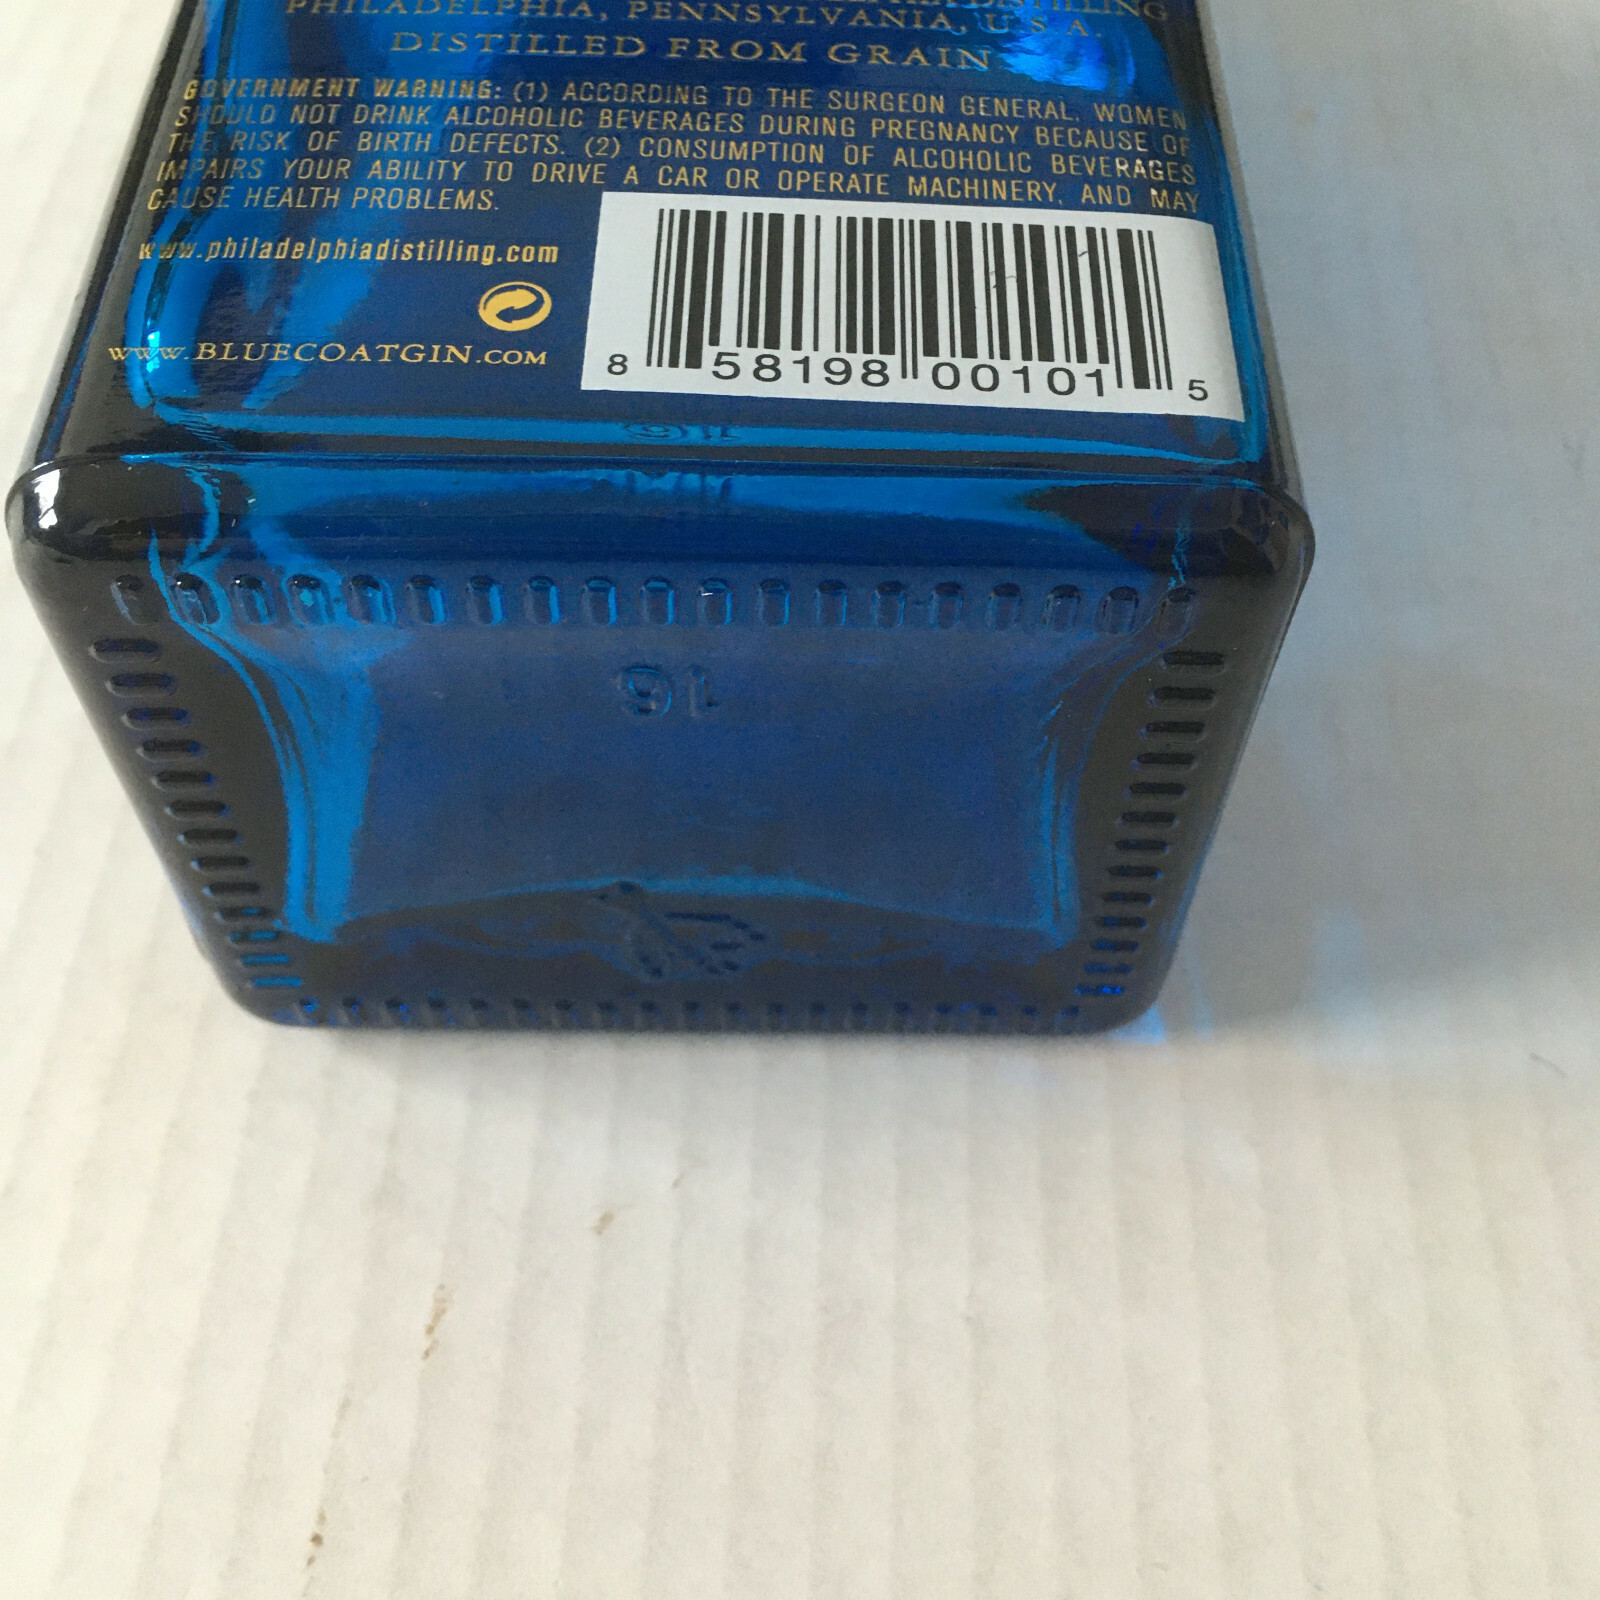 DISTILLING
PHILADELPHIA, PENNSYLVANIA, U.S.A.
DISTILLED FROM GRAIN
GOVERNMENT WARNING: (1) ACCORDING TO THE SURGEON GENERAL, WOMEN
SHOULD NOT DRINK ALCOHOLIC BEVERAGES DURING PREGNANCY BECAUSE OF
THE RISK OF BIRTH DEFECTS. (2) CONSUMPTION OF ALCOHOLIC BEVERAGES
IMPAIRS YOUR ABILITY TO DRIVE A CAR OR OPERATE MACHINERY, AND MAY
CAUSE HEALTH PROBLEMS.
www.philadelphiadistilling.com
www.BLUECOATGIN.COM
8 58198 00101 5